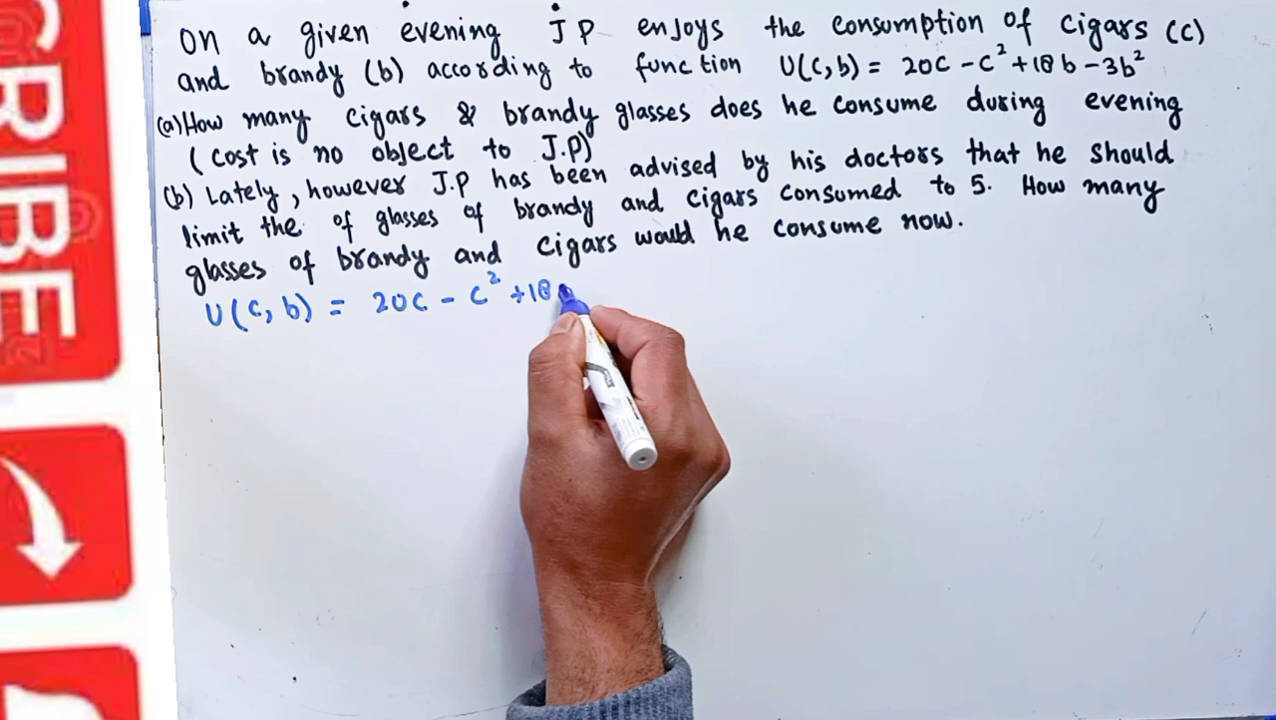 On a given evening J P enjoys the consumption of cigars (c)
and brandy (b) according to function U(c,b) = 20c - c² + 18b - 3b²
(a) How many cigars & brandy glasses does he consume during evening
(cost is no object to J.P)
(b) Lately, however J.P has been advised by his doctors that he should
limit the of glasses of brandy and cigars consumed to 5. How many
glasses of brandy and cigars would he consume now.
U(c, b) = 20c - c² + 18
RIBE